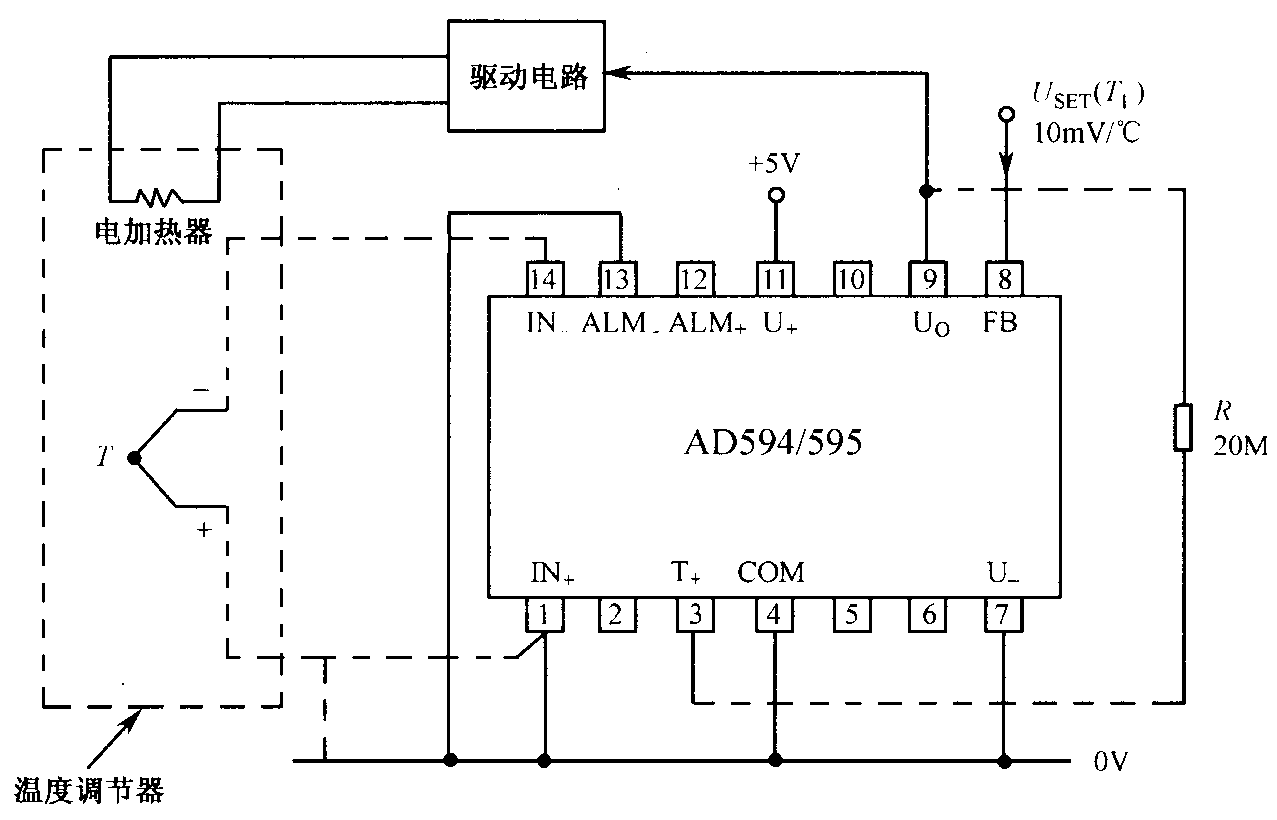 驱动电路
USET(T1)
10mV/℃
+5V
电加热器
14 13 12 11 10 9 8
IN- ALM- ALM+ U+ UO FB
−
T
+
AD594/595
R
20M
IN+ T+ COM U−
1 2 3 4 5 6 7
0V
温度调节器